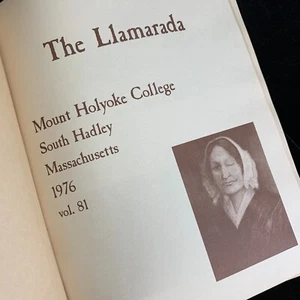 The Llamarada
Mount Holyoke College
South Hadley
Massachusetts
1976
vol. 81